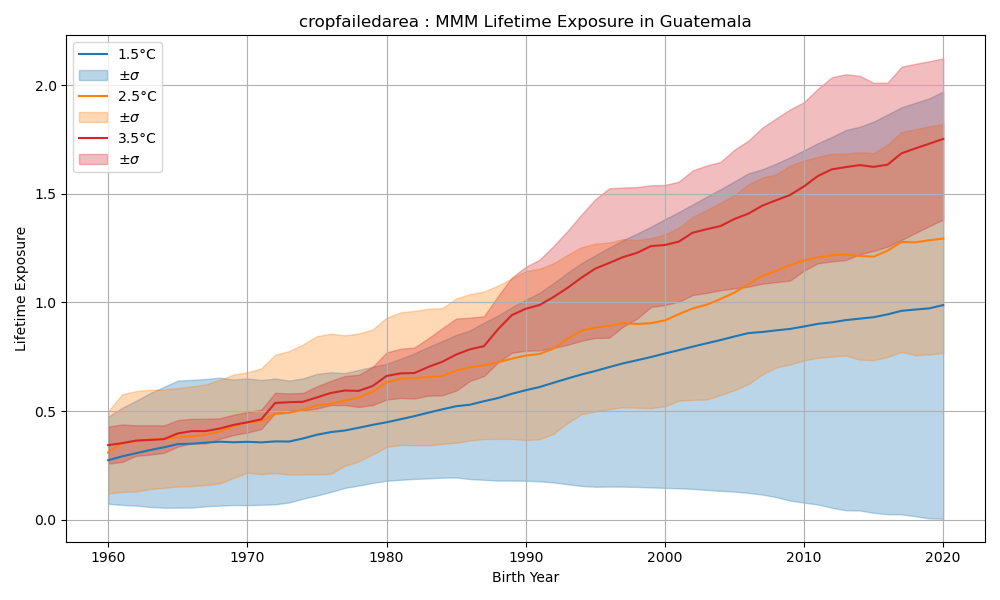 cropfailedarea : MMM Lifetime Exposure in Guatemala
1.5°C
±σ
2.5°C
±σ
3.5°C
±σ
Lifetime Exposure
2.0
1.5
1.0
0.5
0.0
1960 1970 1980 1990 2000 2010 2020
Birth Year